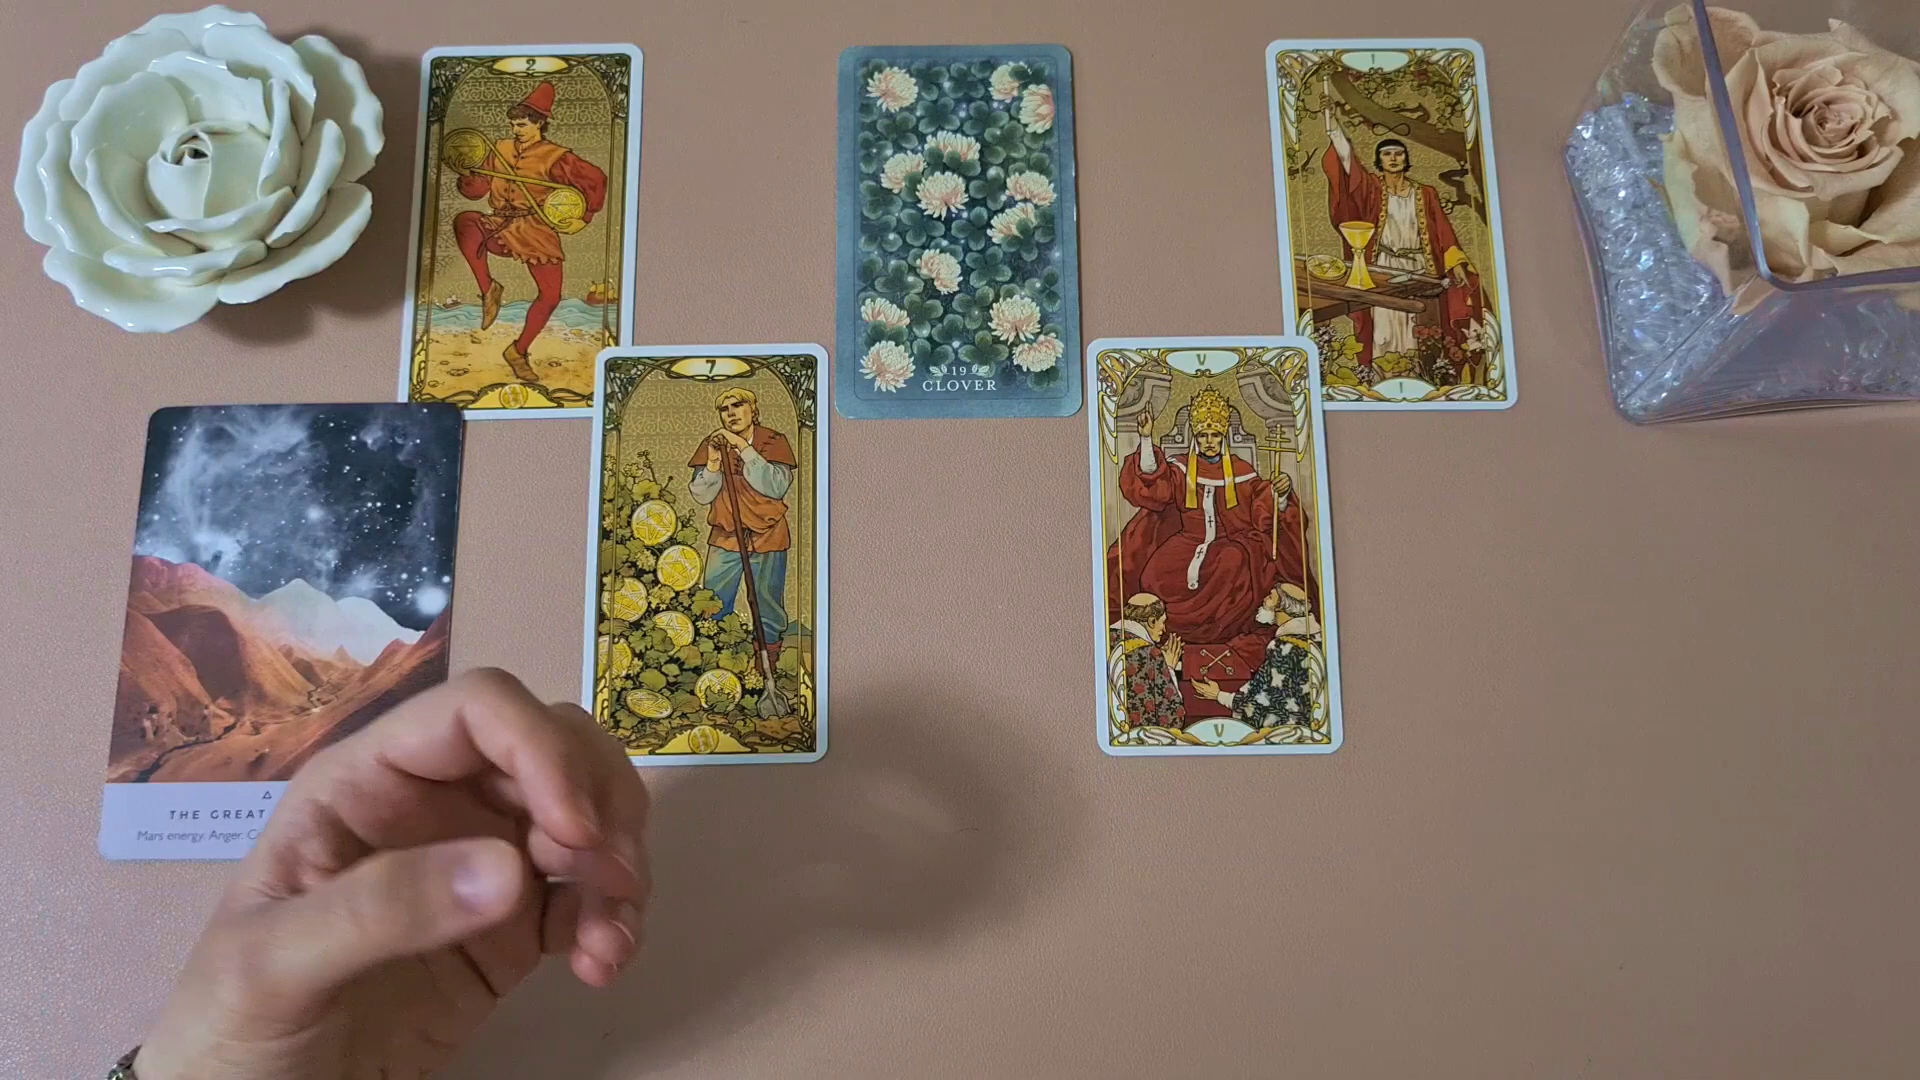 2
I
I
7
V
V
19
CLOVER
THE GREAT
Mars energy. Anger.